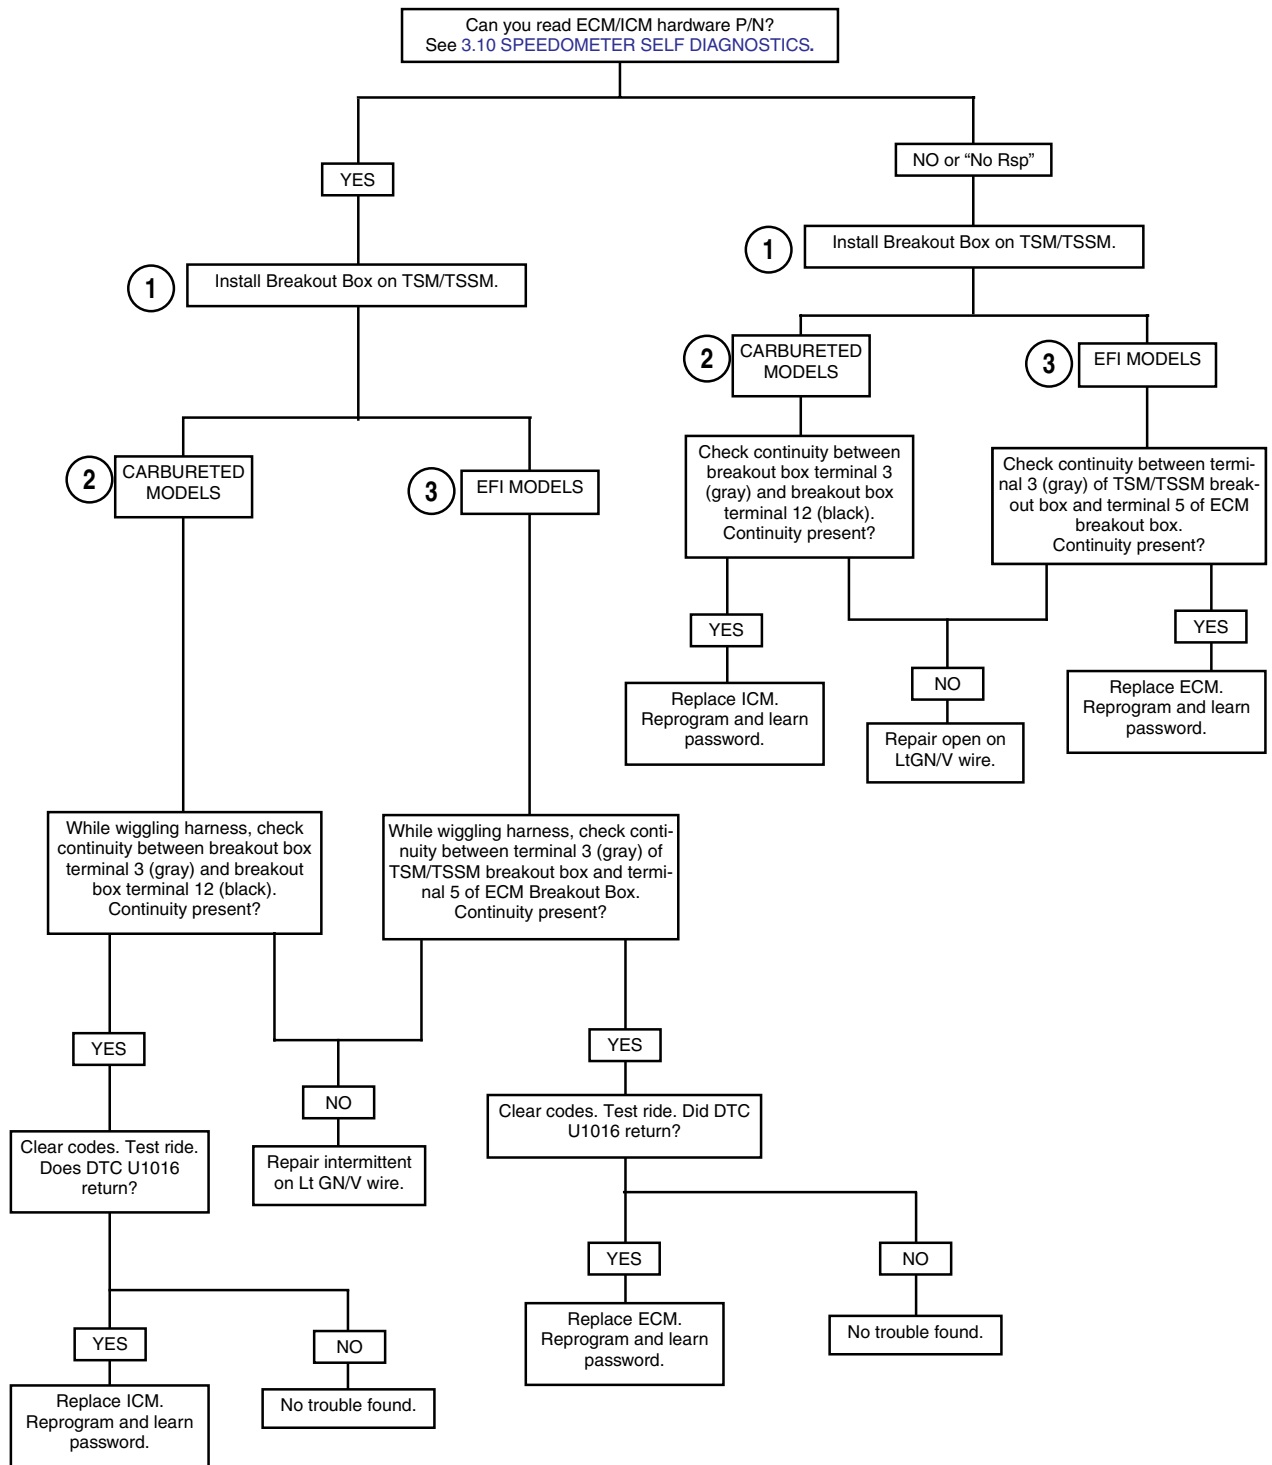 Can you read ECM/ICM hardware P/N?
See 3.10 SPEEDOMETER SELF DIAGNOSTICS.
YES
NO or “No Rsp”
1
Install Breakout Box on TSM/TSSM.
1
Install Breakout Box on TSM/TSSM.
2
CARBURETED
MODELS
3
EFI MODELS
Check continuity between
breakout box terminal 3
(gray) and breakout box
terminal 12 (black).
Continuity present?
Check continuity between termi-
nal 3 (gray) of TSM/TSSM break-
out box and terminal 5 of ECM
breakout box.
Continuity present?
YES
NO
YES
Replace ICM.
Reprogram and learn
password.
Repair open on
LtGN/V wire.
Replace ECM.
Reprogram and learn
password.
2
CARBURETED
MODELS
3
EFI MODELS
While wiggling harness, check
continuity between breakout box
terminal 3 (gray) and breakout
box terminal 12 (black).
Continuity present?
While wiggling harness, check conti-
nuity between terminal 3 (gray) of
TSM/TSSM breakout box and termi-
nal 5 of ECM Breakout Box.
Continuity present?
YES
NO
YES
Clear codes. Test ride.
Does DTC U1016
return?
Repair intermittent
on Lt GN/V wire.
Clear codes. Test ride. Did DTC
U1016 return?
YES
NO
YES
NO
Replace ICM.
Reprogram and learn
password.
No trouble found.
Replace ECM.
Reprogram and learn
password.
No trouble found.